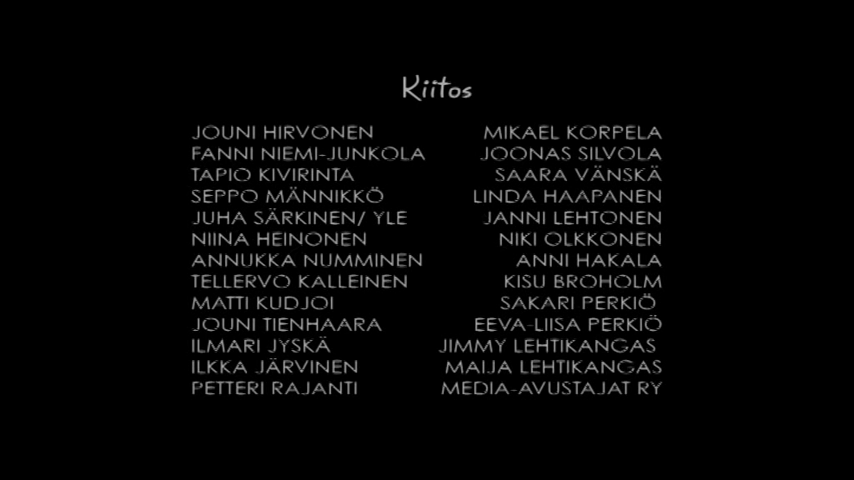 Kiitos
JOUNI HIRVONEN MIKAEL KORPELA
FANNI NIEMI-JUNKOLA JOONAS SILVOLA
TAPIO KIVIRINTA SAARA VÄNSKÄ
SEPPO MÄNNIKKÖ LINDA HAAPANEN
JUHA SÄRKINEN/ YLE JANNI LEHTONEN
NIINA HEINONEN NIKI OLKKONEN
ANNUKKA NUMMINEN ANNI HAKALA
TELLERVO KALLEINEN KISU BROHOLM
MATTI KUDJOI SAKARI PERKIÖ
JOUNI TIENHAARA EEVA-LIISA PERKIÖ
ILMARI JYSKÄ JIMMY LEHTIKANGAS
ILKKA JÄRVINEN MAIJA LEHTIKANGAS
PETTERI RAJANTI MEDIA-AVUSTAJAT RY